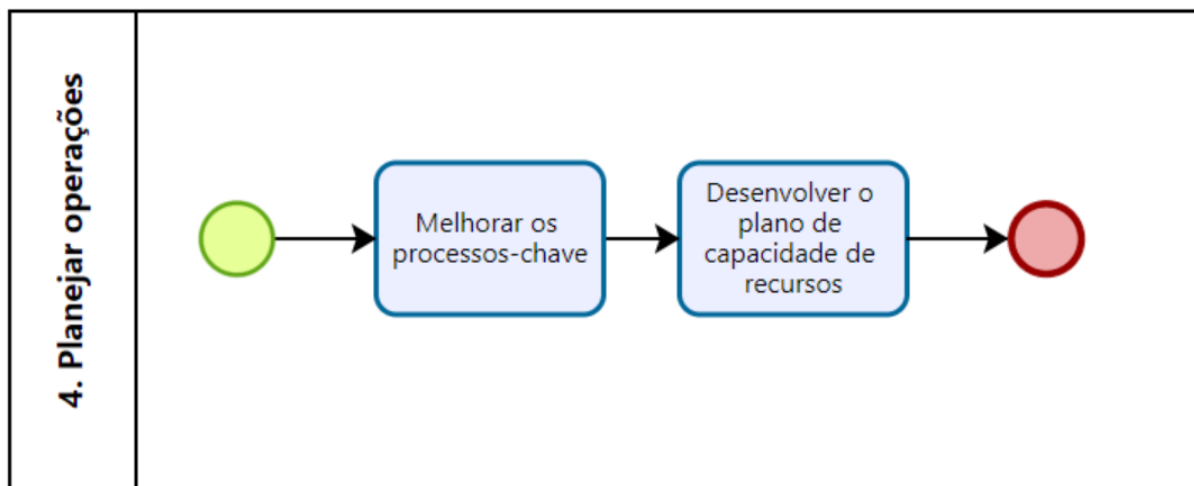 4. Planejar operações
Melhorar os
processos-chave
Desenvolver o
plano de
capacidade de
recursos